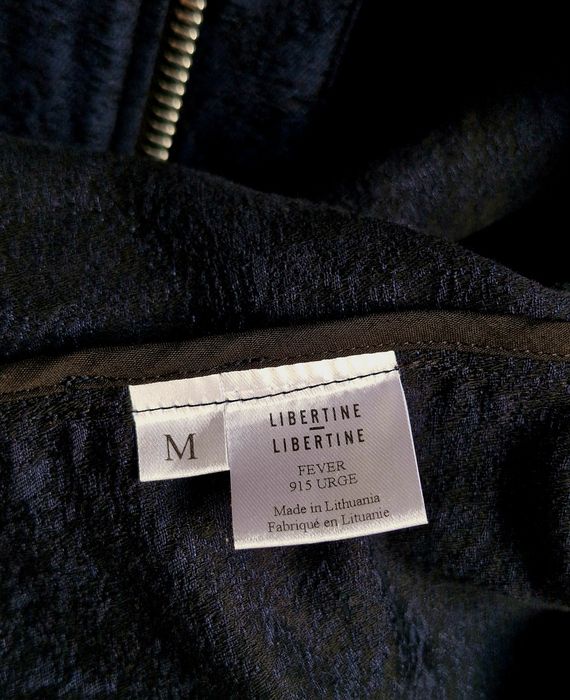 M
LIBERTINE
—
LIBERTINE
FEVER
915 URGE
Made in Lithuania
Fabriqué en Lituanie